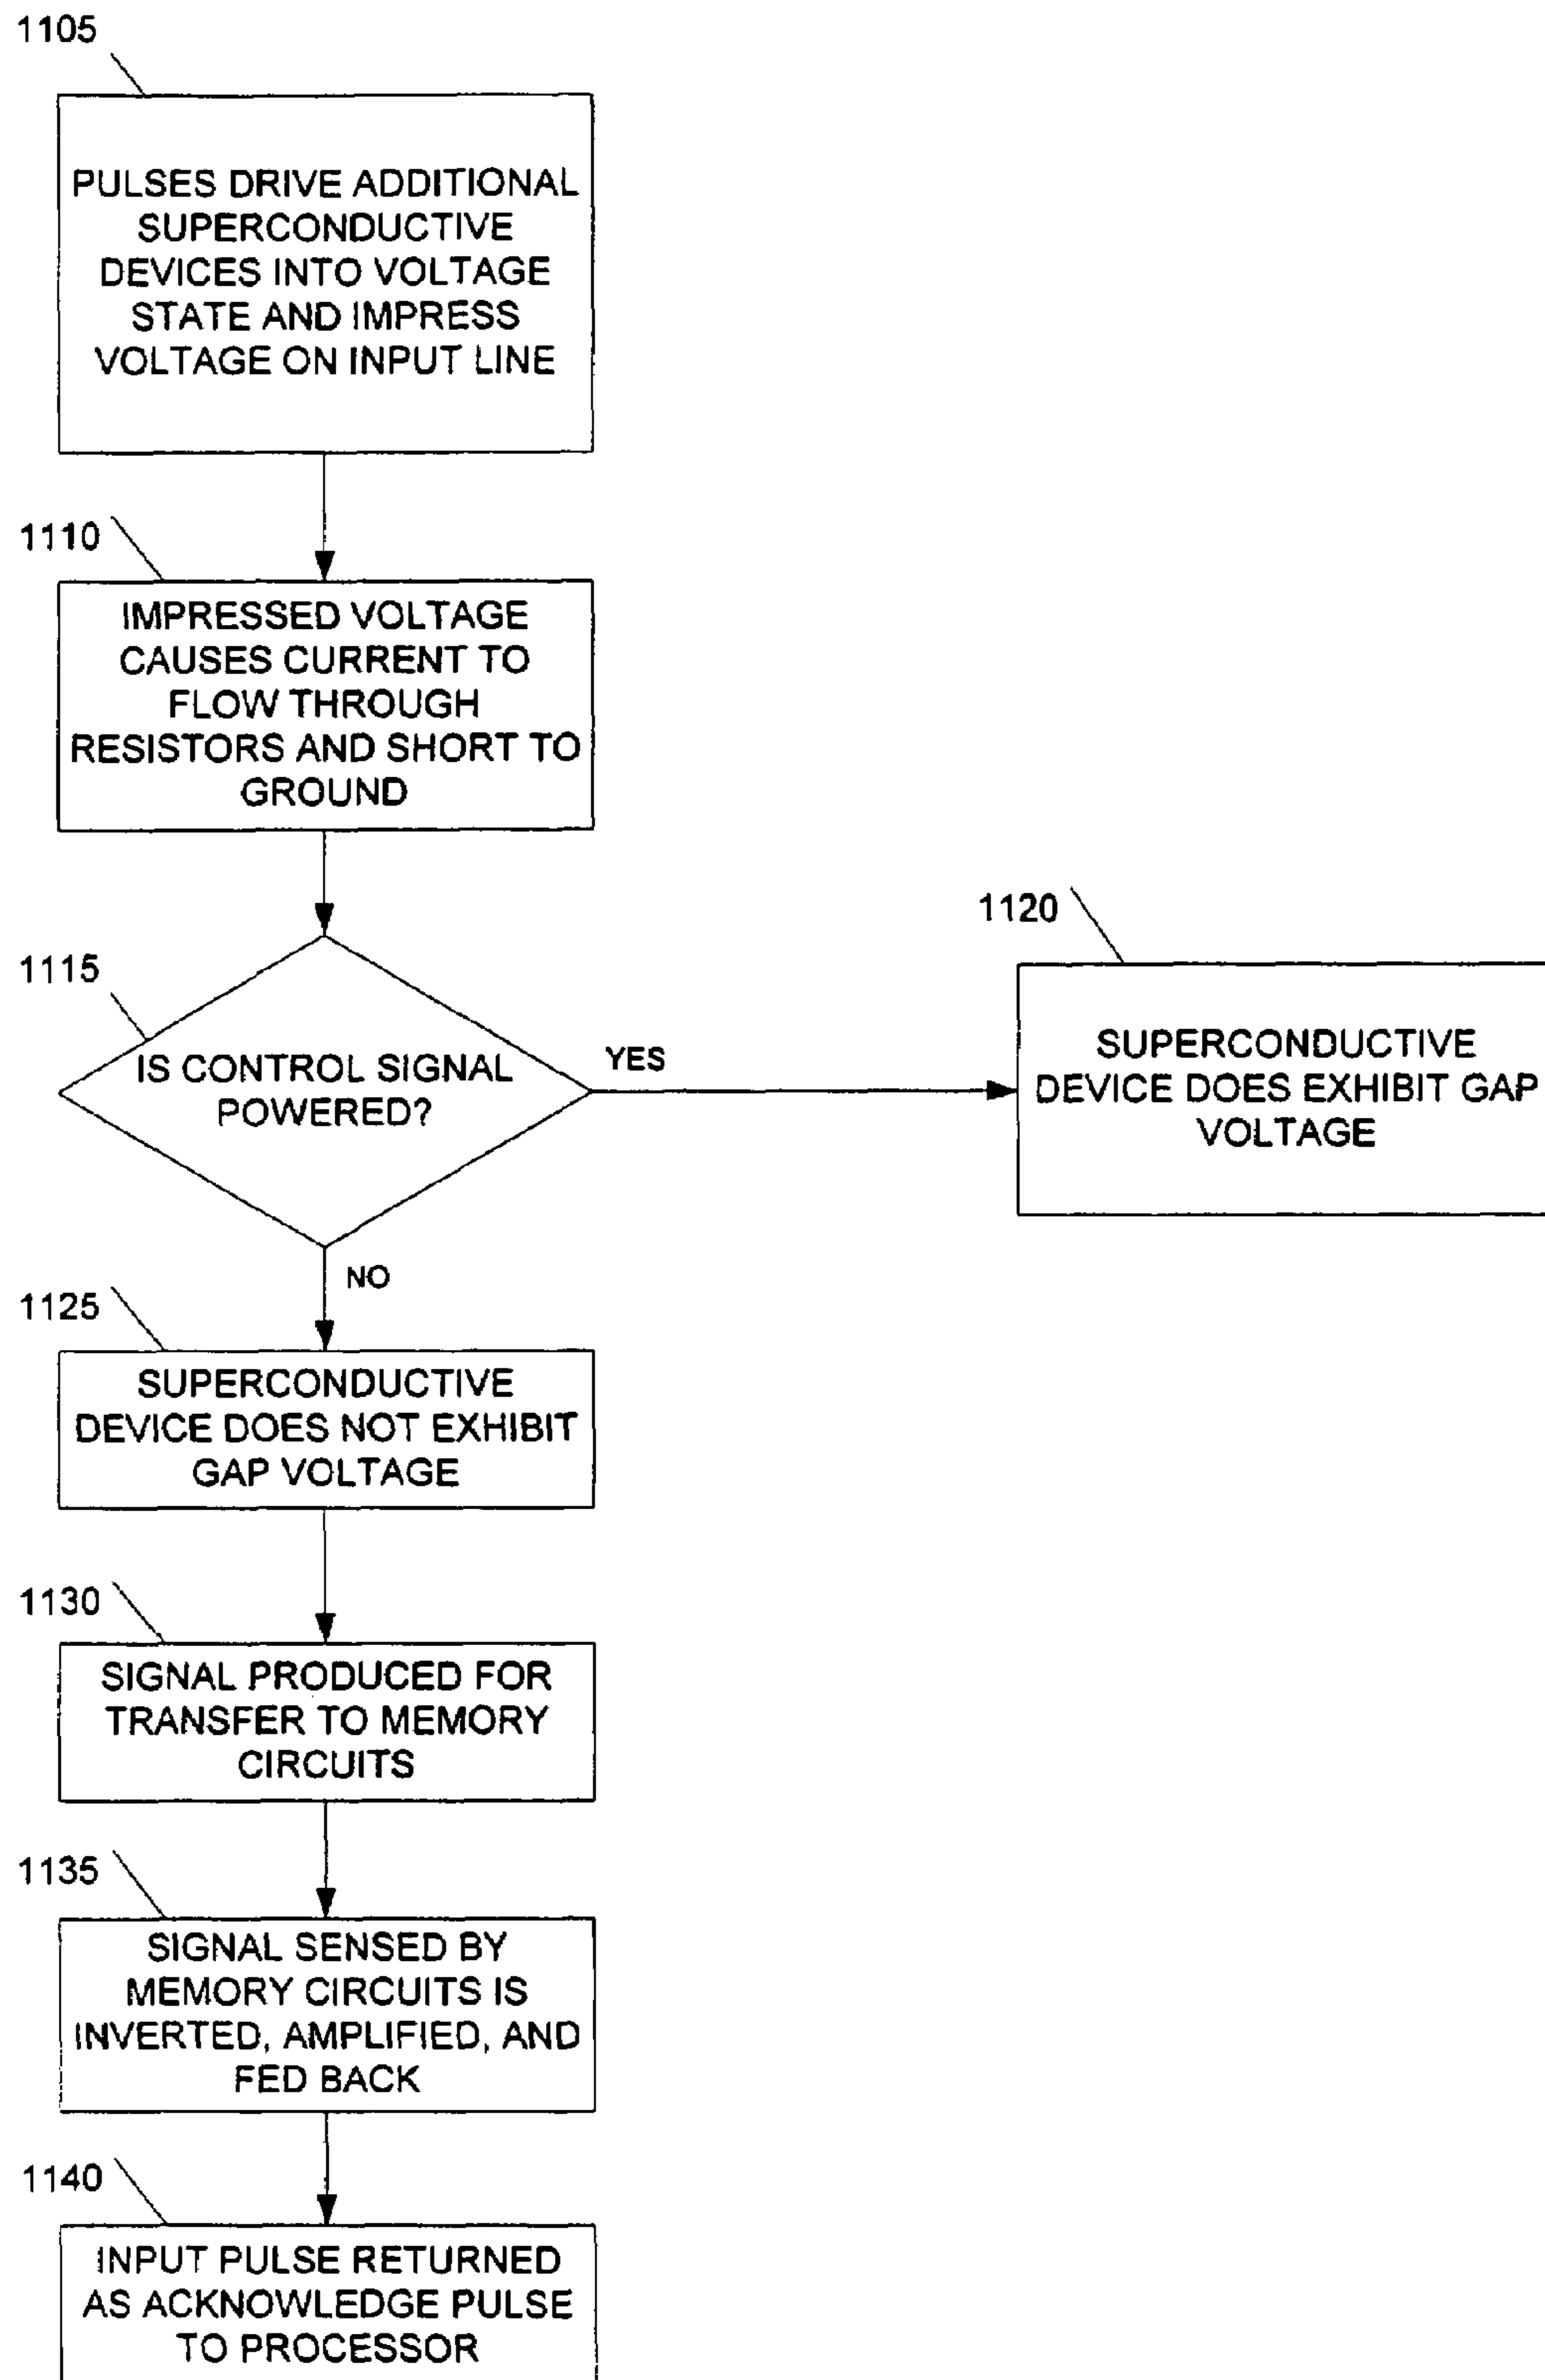 1105
PULSES DRIVE ADDITIONAL
SUPERCONDUCTIVE
DEVICES INTO VOLTAGE
STATE AND IMPRESS
VOLTAGE ON INPUT LINE
1110
IMPRESSED VOLTAGE
CAUSES CURRENT TO
FLOW THROUGH
RESISTORS AND SHORT TO
GROUND
1115
IS CONTROL SIGNAL
POWERED?
YES
1120
SUPERCONDUCTIVE
DEVICE DOES EXHIBIT GAP
VOLTAGE
NO
1125
SUPERCONDUCTIVE
DEVICE DOES NOT EXHIBIT
GAP VOLTAGE
1130
SIGNAL PRODUCED FOR
TRANSFER TO MEMORY
CIRCUITS
1135
SIGNAL SENSED BY
MEMORY CIRCUITS IS
INVERTED, AMPLIFIED, AND
FED BACK
1140
INPUT PULSE RETURNED
AS ACKNOWLEDGE PULSE
TO PROCESSOR